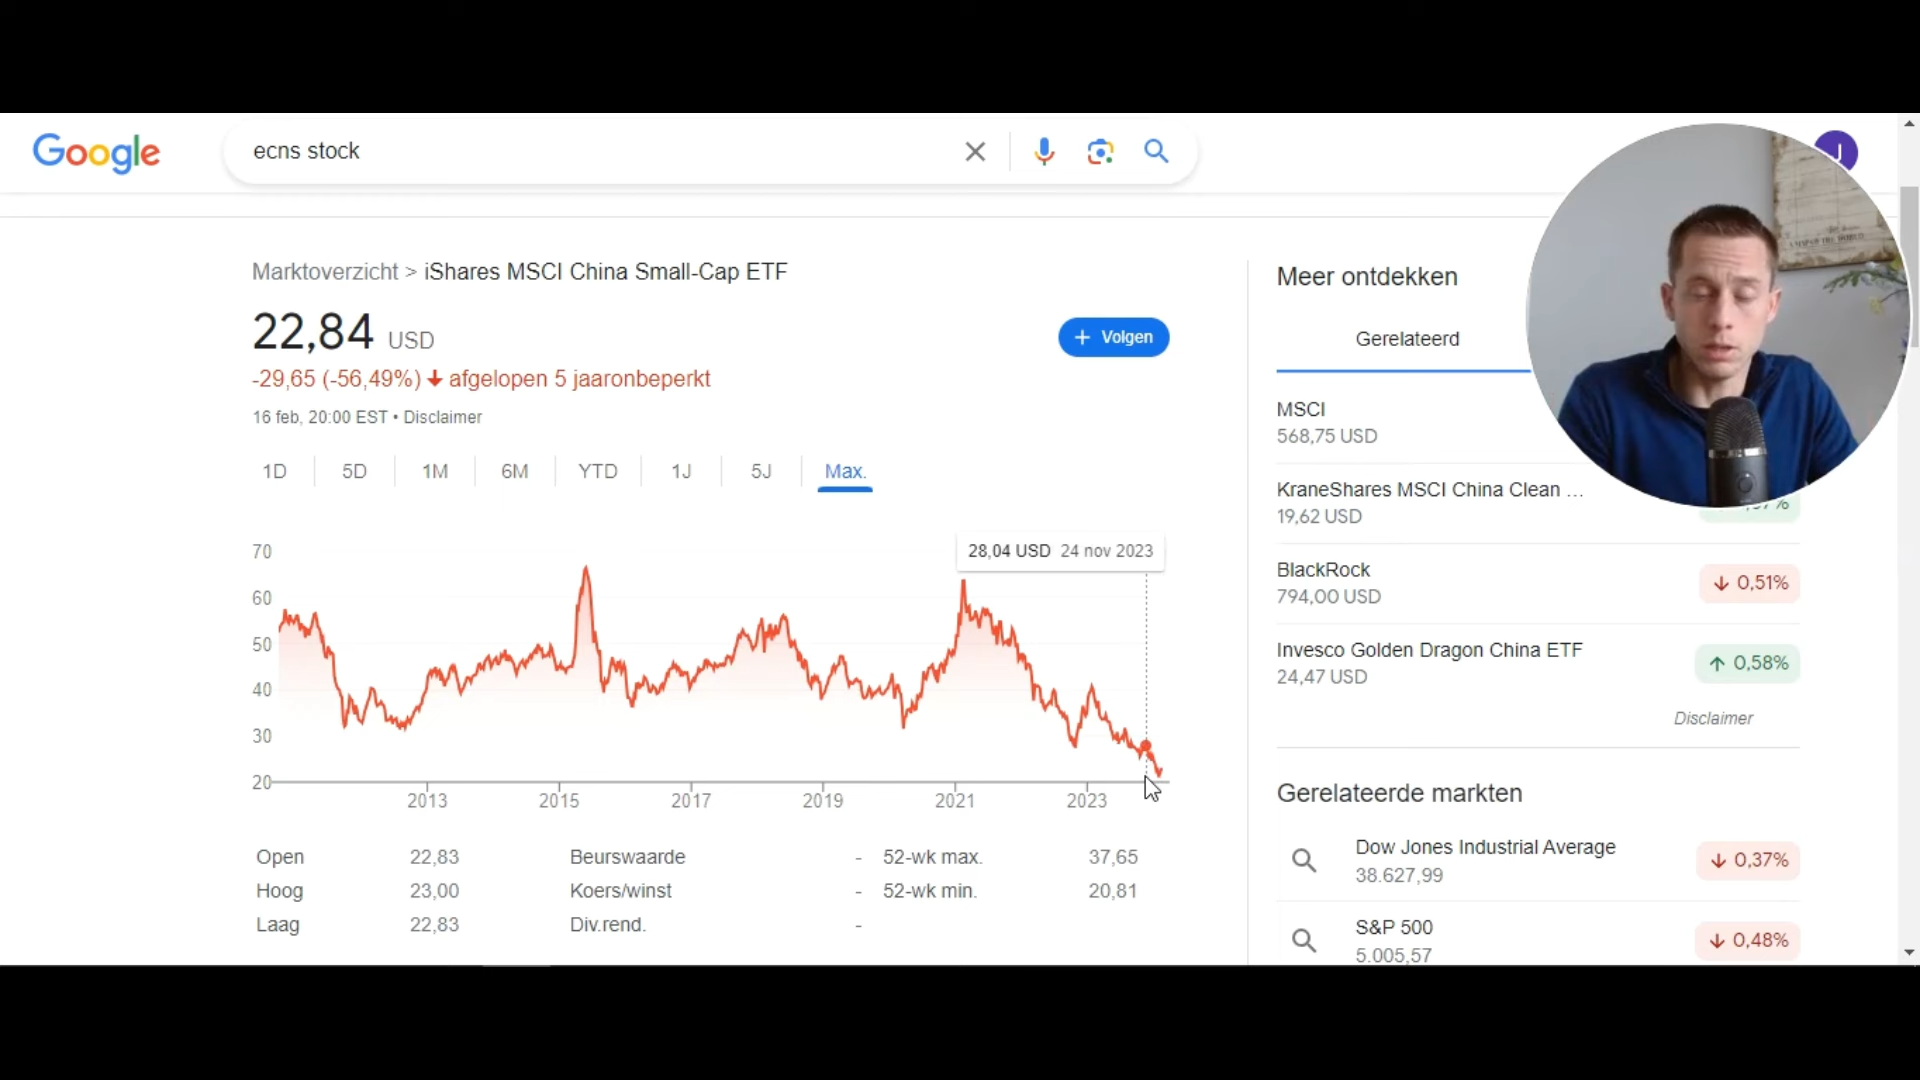 Google
ecns stock
J
Marktoverzicht > iShares MSCI China Small-Cap ETF
22,84 USD
-29,65 (-56,49%) ↓ afgelopen 5 jaaronbeperkt
16 feb, 20:00 EST • Disclaimer
+ Volgen
1D 5D 1M 6M YTD 1J 5J Max.
28,04 USD 24 nov 2023
70
60
50
40
30
20
2013 2015 2017 2019 2021 2023
Open 22,83 Beurswaarde - 52-wk max. 37,65
Hoog 23,00 Koers/winst - 52-wk min. 20,81
Laag 22,83 Div.rend. -
Meer ontdekken
Gerelateerd
MSCI
568,75 USD
KraneShares MSCI China Clean ...
19,62 USD
BlackRock
794,00 USD
↓ 0,51%
Invesco Golden Dragon China ETF
24,47 USD
↑ 0,58%
Disclaimer
Gerelateerde markten
Dow Jones Industrial Average
38.627,99
↓ 0,37%
S&P 500
5.005,57
↓ 0,48%